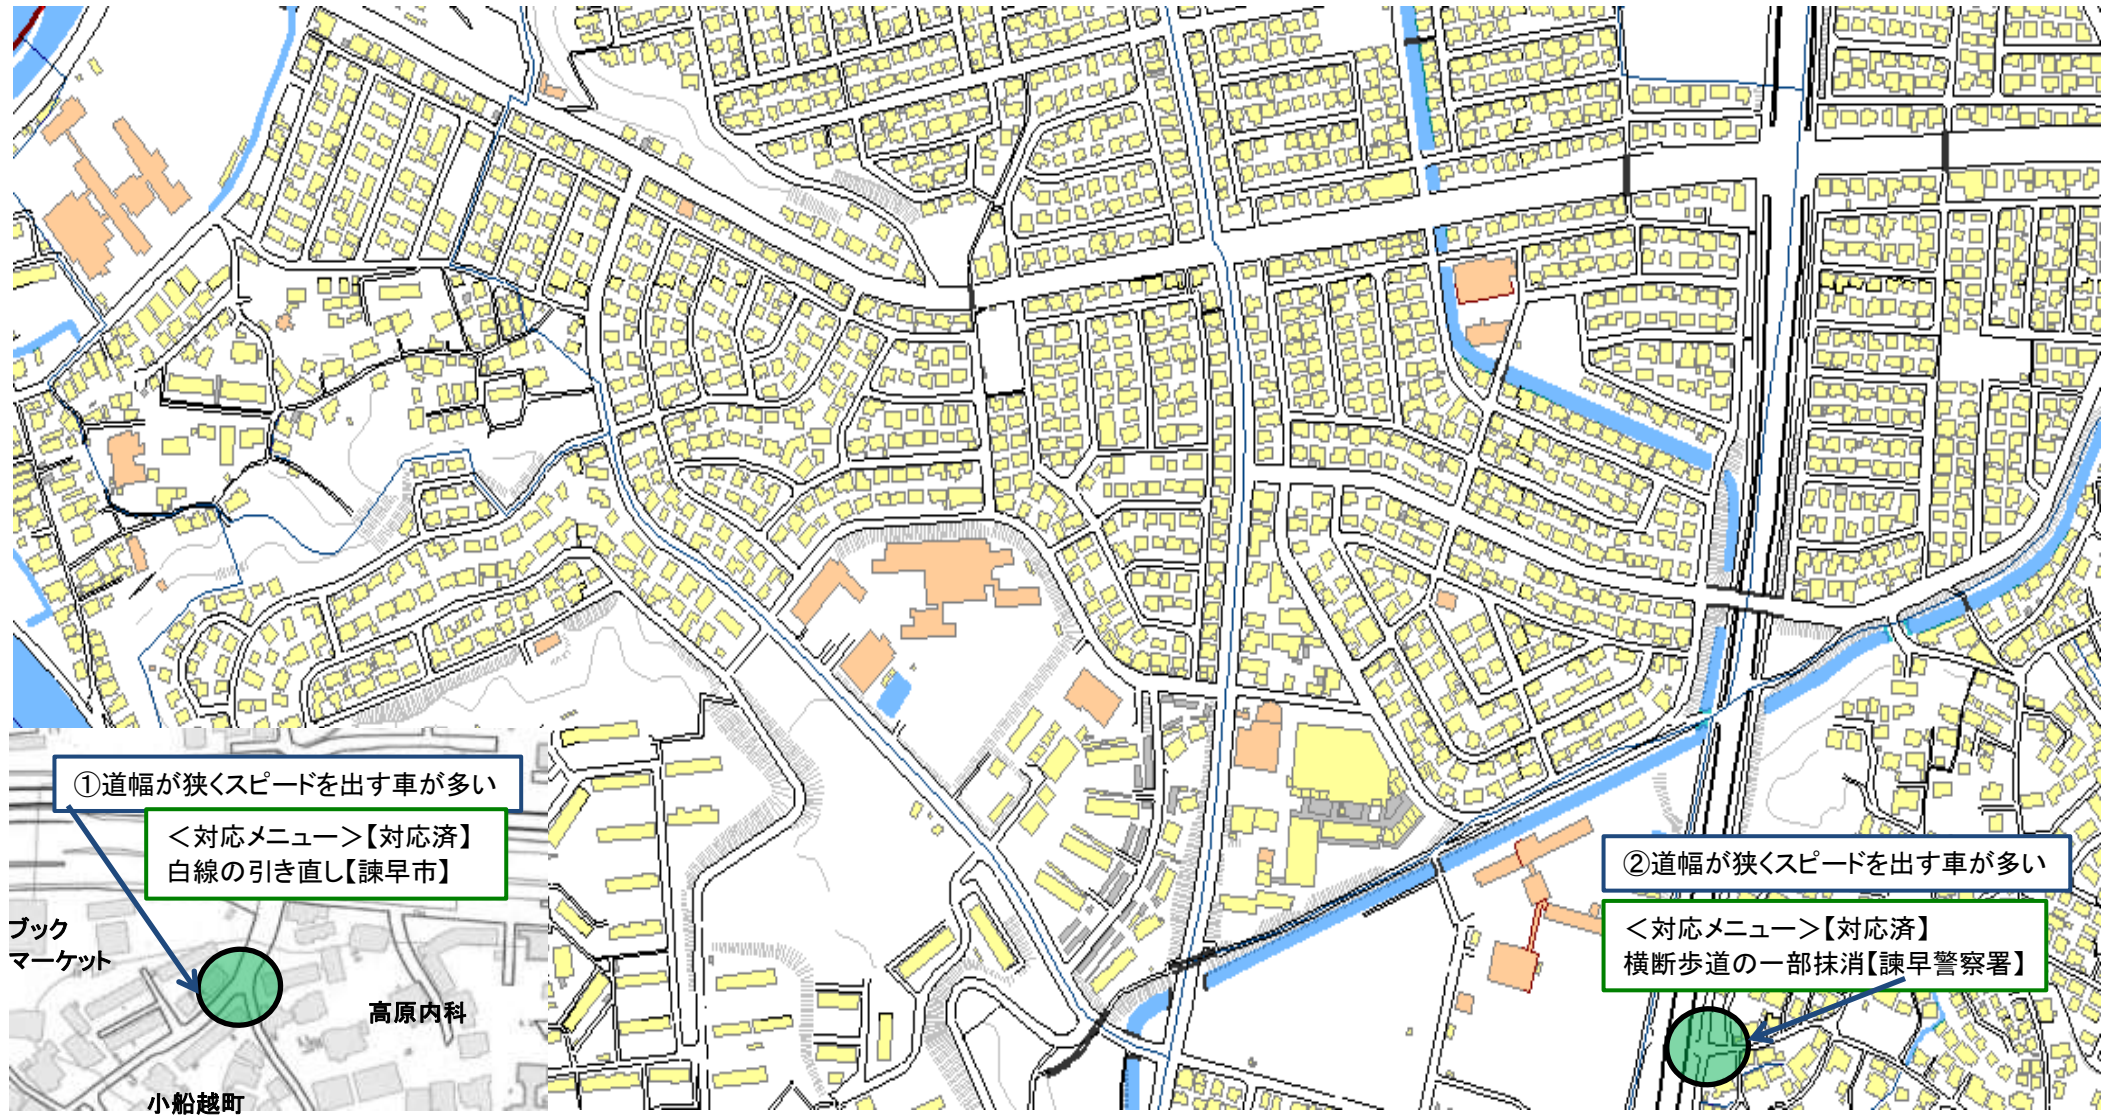 ①道幅が狭くスピードを出す車が多い
＜対応メニュー＞【対応済】
白線の引き直し【諫早市】
ブック
マーケット
高原内科
小船越町
②道幅が狭くスピードを出す車が多い
＜対応メニュー＞【対応済】
横断歩道の一部抹消【諫早警察署】